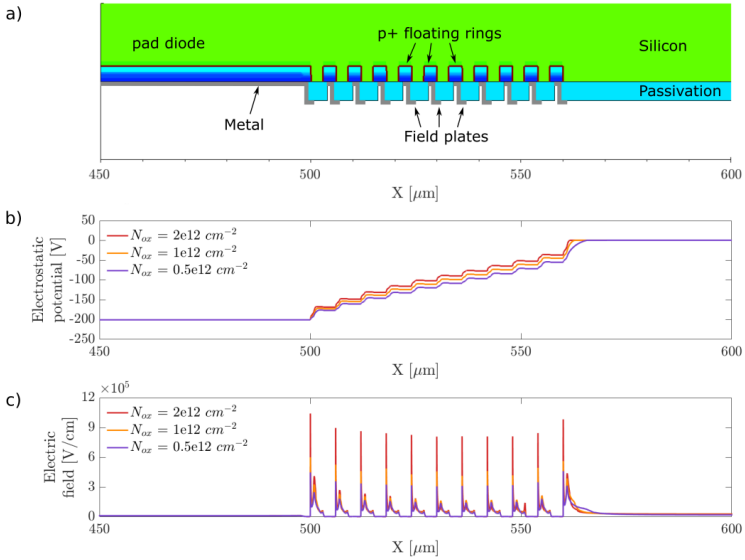 a)
pad diode
p+ floating rings
Silicon
Passivation
Metal
Field plates
450 500 550 600
X [μm]
b)
Electrostatic
potential [V]
50
0
-50
-100
-150
-200
-250
N_ox = 2e12 cm⁻²
N_ox = 1e12 cm⁻²
N_ox = 0.5e12 cm⁻²
450 500 550 600
X [μm]
c)
×10⁵
Electric
field [V/cm]
12
9
6
3
0
N_ox = 2e12 cm⁻²
N_ox = 1e12 cm⁻²
N_ox = 0.5e12 cm⁻²
450 500 550 600
X [μm]